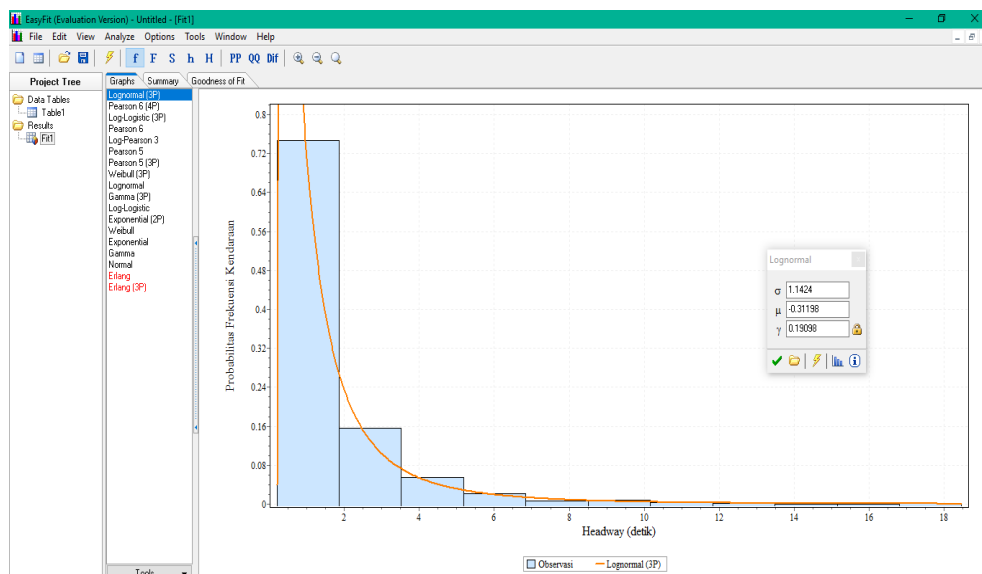 EasyFit (Evaluation Version) - Untitled - [Fit1]
File Edit View Analyze Options Tools Window Help
f F S h H PP QQ Dif
Project Tree
Data Tables
Table1
Results
Fit1
Graphs Summary Goodness of Fit
Lognormal (3P)
Pearson 6 (4P)
Log-Logistic (3P)
Pearson 6
Log-Pearson 3
Pearson 5
Pearson 5 (3P)
Weibull (3P)
Lognormal
Gamma (3P)
Log-Logistic
Exponential (2P)
Weibull
Exponential
Gamma
Normal
Erlang
Erlang (3P)
Tools
Probabilitas Frekuensi Kendaraan
0.8
0.72
0.64
0.56
0.48
0.4
0.32
0.24
0.16
0.08
0
2 4 6 8 10 12 14 16 18
Headway (detik)
Observasi Lognormal (3P)
Lognormal
σ 1.1424
μ -0.31198
γ 0.19098